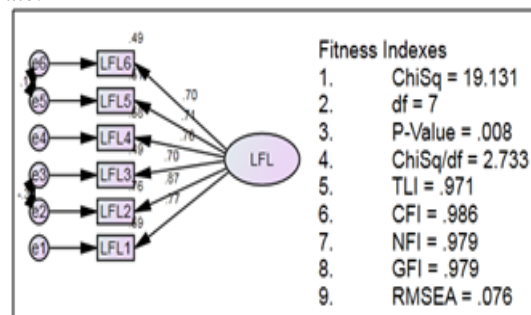 .49
e6 LFL6
.70
e5 LFL5
.71
e4 LFL4
.76
e3 LFL3 .70 LFL
.76 .87
e2 LFL2 .77
e1 LFL1
Fitness Indexes
1. ChiSq = 19.131
2. df = 7
3. P-Value = .008
4. ChiSq/df = 2.733
5. TLI = .971
6. CFI = .986
7. NFI = .979
8. GFI = .979
9. RMSEA = .076